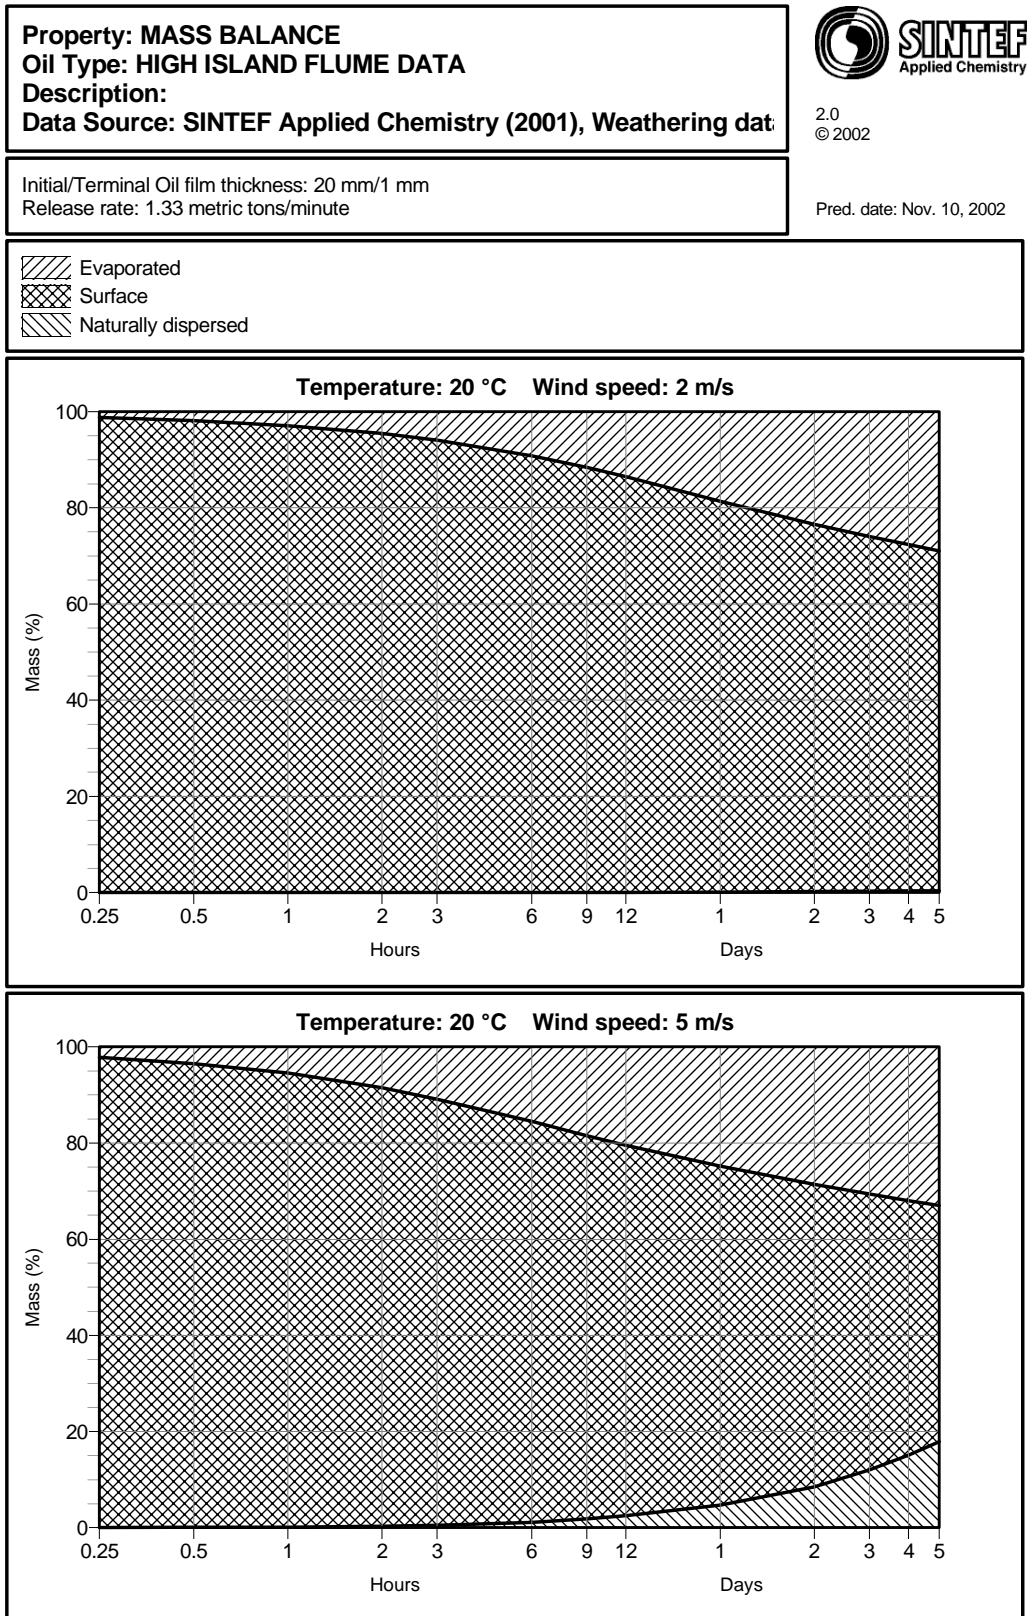 Property: MASS BALANCE
Oil Type: HIGH ISLAND FLUME DATA
Description:
Data Source: SINTEF Applied Chemistry (2001), Weathering data
SINTEF
Applied Chemistry
2.0
© 2002
Initial/Terminal Oil film thickness: 20 mm/1 mm
Release rate: 1.33 metric tons/minute
Pred. date: Nov. 10, 2002
Evaporated
Surface
Naturally dispersed
Temperature: 20 °C Wind speed: 2 m/s
100
80
60
40
20
0
Mass (%)
0.25 0.5 1 2 3 6 9 12 1 2 3 4 5
Hours Days
Temperature: 20 °C Wind speed: 5 m/s
100
80
60
40
20
0
Mass (%)
0.25 0.5 1 2 3 6 9 12 1 2 3 4 5
Hours Days